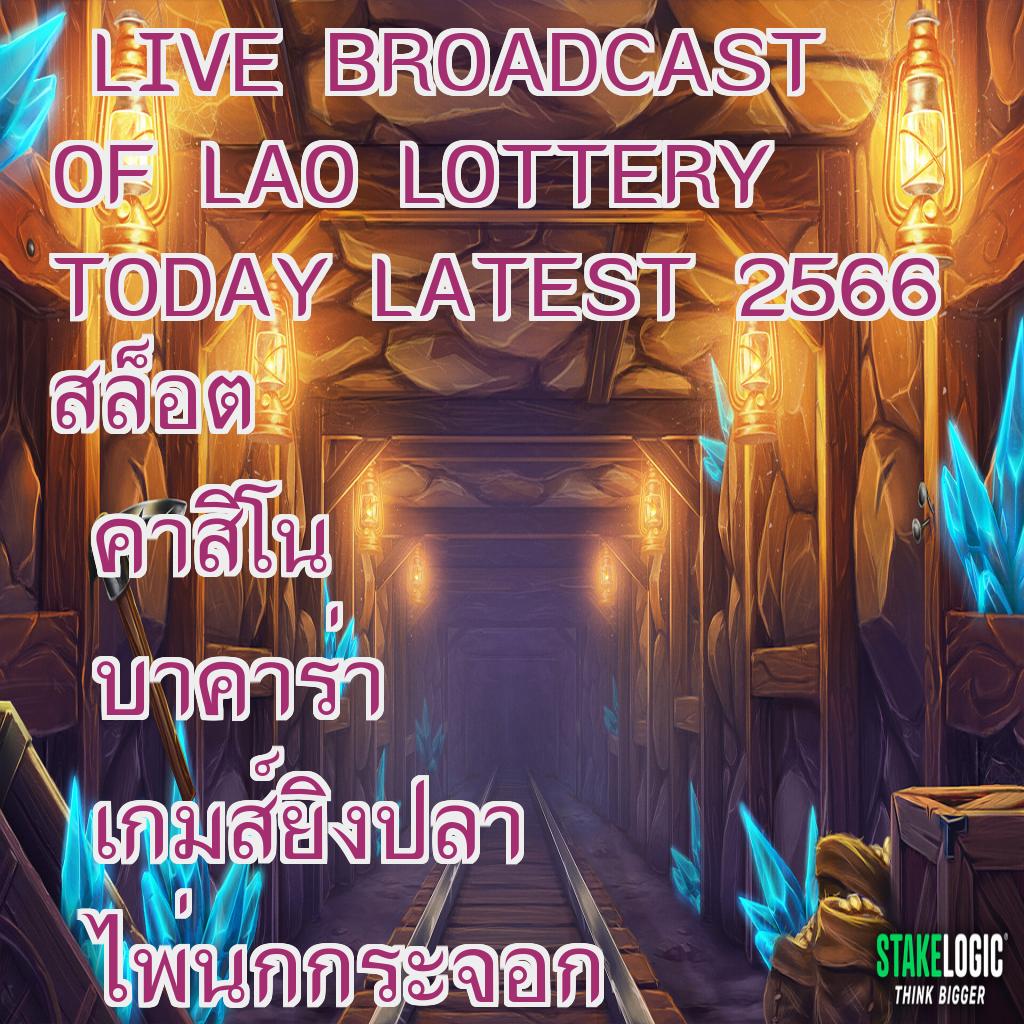 LIVE BROADCAST
OF LAO LOTTERY
TODAY LATEST 2566
สล็อต
คาสิโน
บาคาร่า
เกมส์ยิงปลา
ไพ่นกกระจอก
STAKELOGIC®
THINK BIGGER